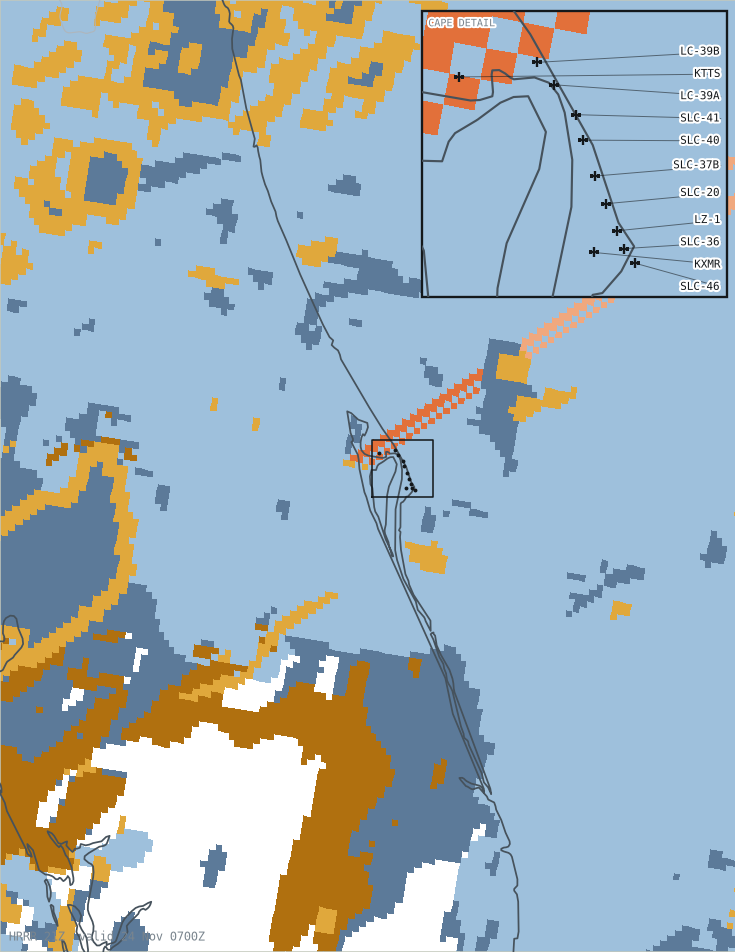 CAPE DETAIL
LC-39B
KTTS
LC-39A
SLC-41
SLC-40
SLC-37B
SLC-20
LZ-1
SLC-36
KXMR
SLC-46
Nov 0700Z